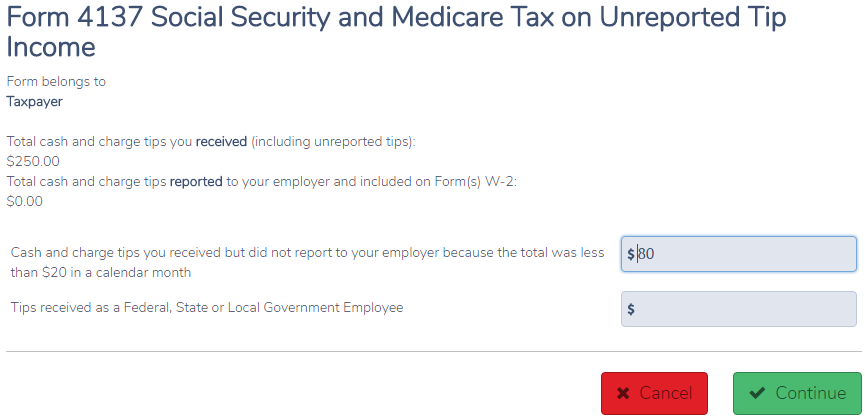 Form 4137 Social Security and Medicare Tax on Unreported Tip
Income
Form belongs to
Taxpayer
Total cash and charge tips you received (including unreported tips):
$250.00
Total cash and charge tips reported to your employer and included on Form(s) W-2:
$0.00
Cash and charge tips you received but did not report to your employer because the total was less
than $20 in a calendar month
$80
Tips received as a Federal, State or Local Government Employee
$
Cancel
Continue